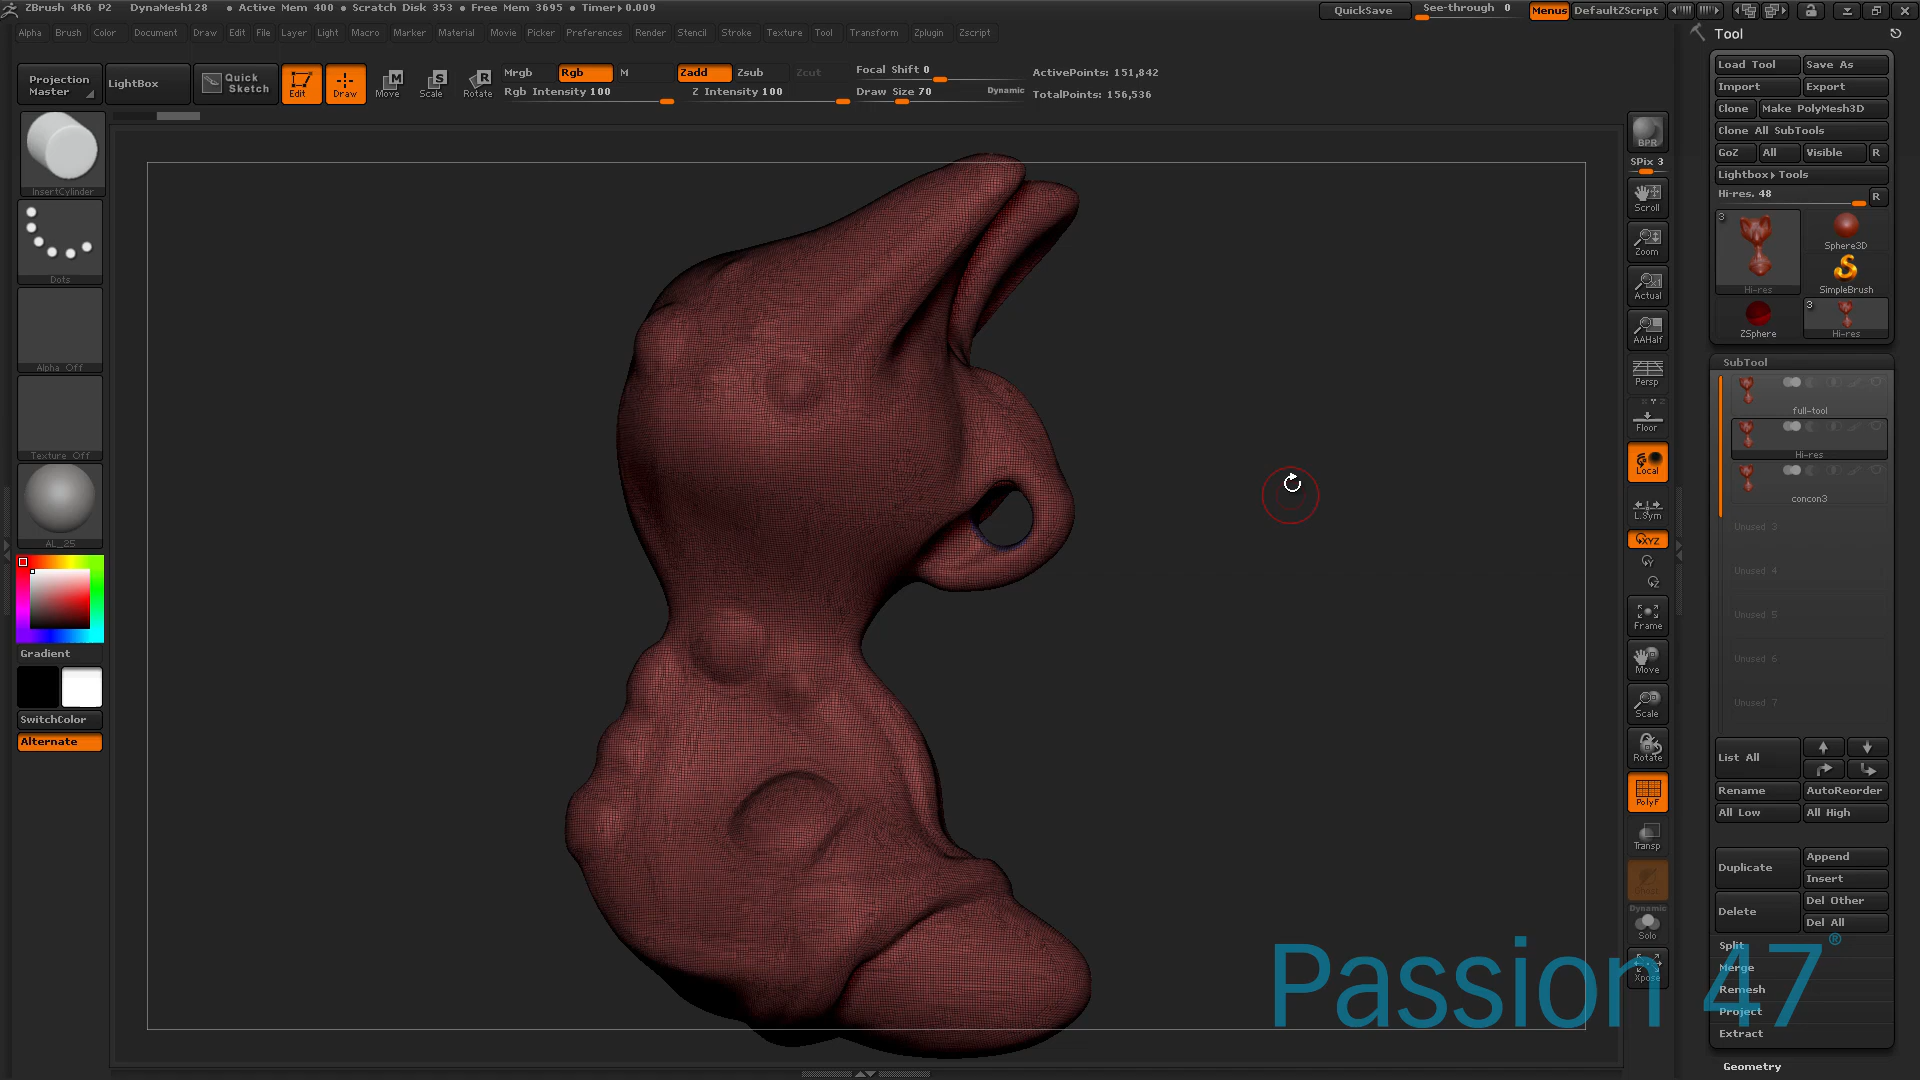 ZBrush 4R6 P2 DynaMesh128 • Active Mem 400 • Scratch Disk 353 • Free Mem 3695 • Timer▸0.009 QuickSave See-through 0 Menus DefaultZScript
Alpha Brush Color Document Draw Edit File Layer Light Macro Marker Material Movie Picker Preferences Render Stencil Stroke Texture Tool Transform Zplugin Zscript
Projection Master
LightBox
Quick Sketch
Edit
Draw
Move
Scale
Rotate
Mrgb Rgb M Zadd Zsub Zcut
Rgb Intensity 100 Z Intensity 100
Focal Shift 0
Draw Size 70 Dynamic
ActivePoints: 151,842
TotalPoints: 156,536
InsertCylinder
Dots
Alpha Off
Texture Off
AL_25
Gradient
SwitchColor
Alternate
BPR
SPix 3
Scroll
Zoom
Actual
AAHalf
Persp
Floor
Local
L.Sym
XYZ
Y
Z
Frame
Move
Scale
Rotate
PolyF
Transp
Dynamic
Solo
Xpose
Tool
Load Tool Save As
Import Export
Clone Make PolyMesh3D
Clone All SubTools
GoZ All Visible R
Lightbox▸Tools
Hi-res. 48 R
3
Hi-res
Sphere3D
SimpleBrush
ZSphere
3
Hi-res
SubTool
full-tool
Hi-res
concon3
Unused 3
Unused 4
Unused 5
Unused 6
Unused 7
List All
Rename AutoReorder
All Low All High
Duplicate Append
Insert
Delete Del Other
Del All
Split
Merge
Remesh
Project
Extract
Geometry
Passion 47®